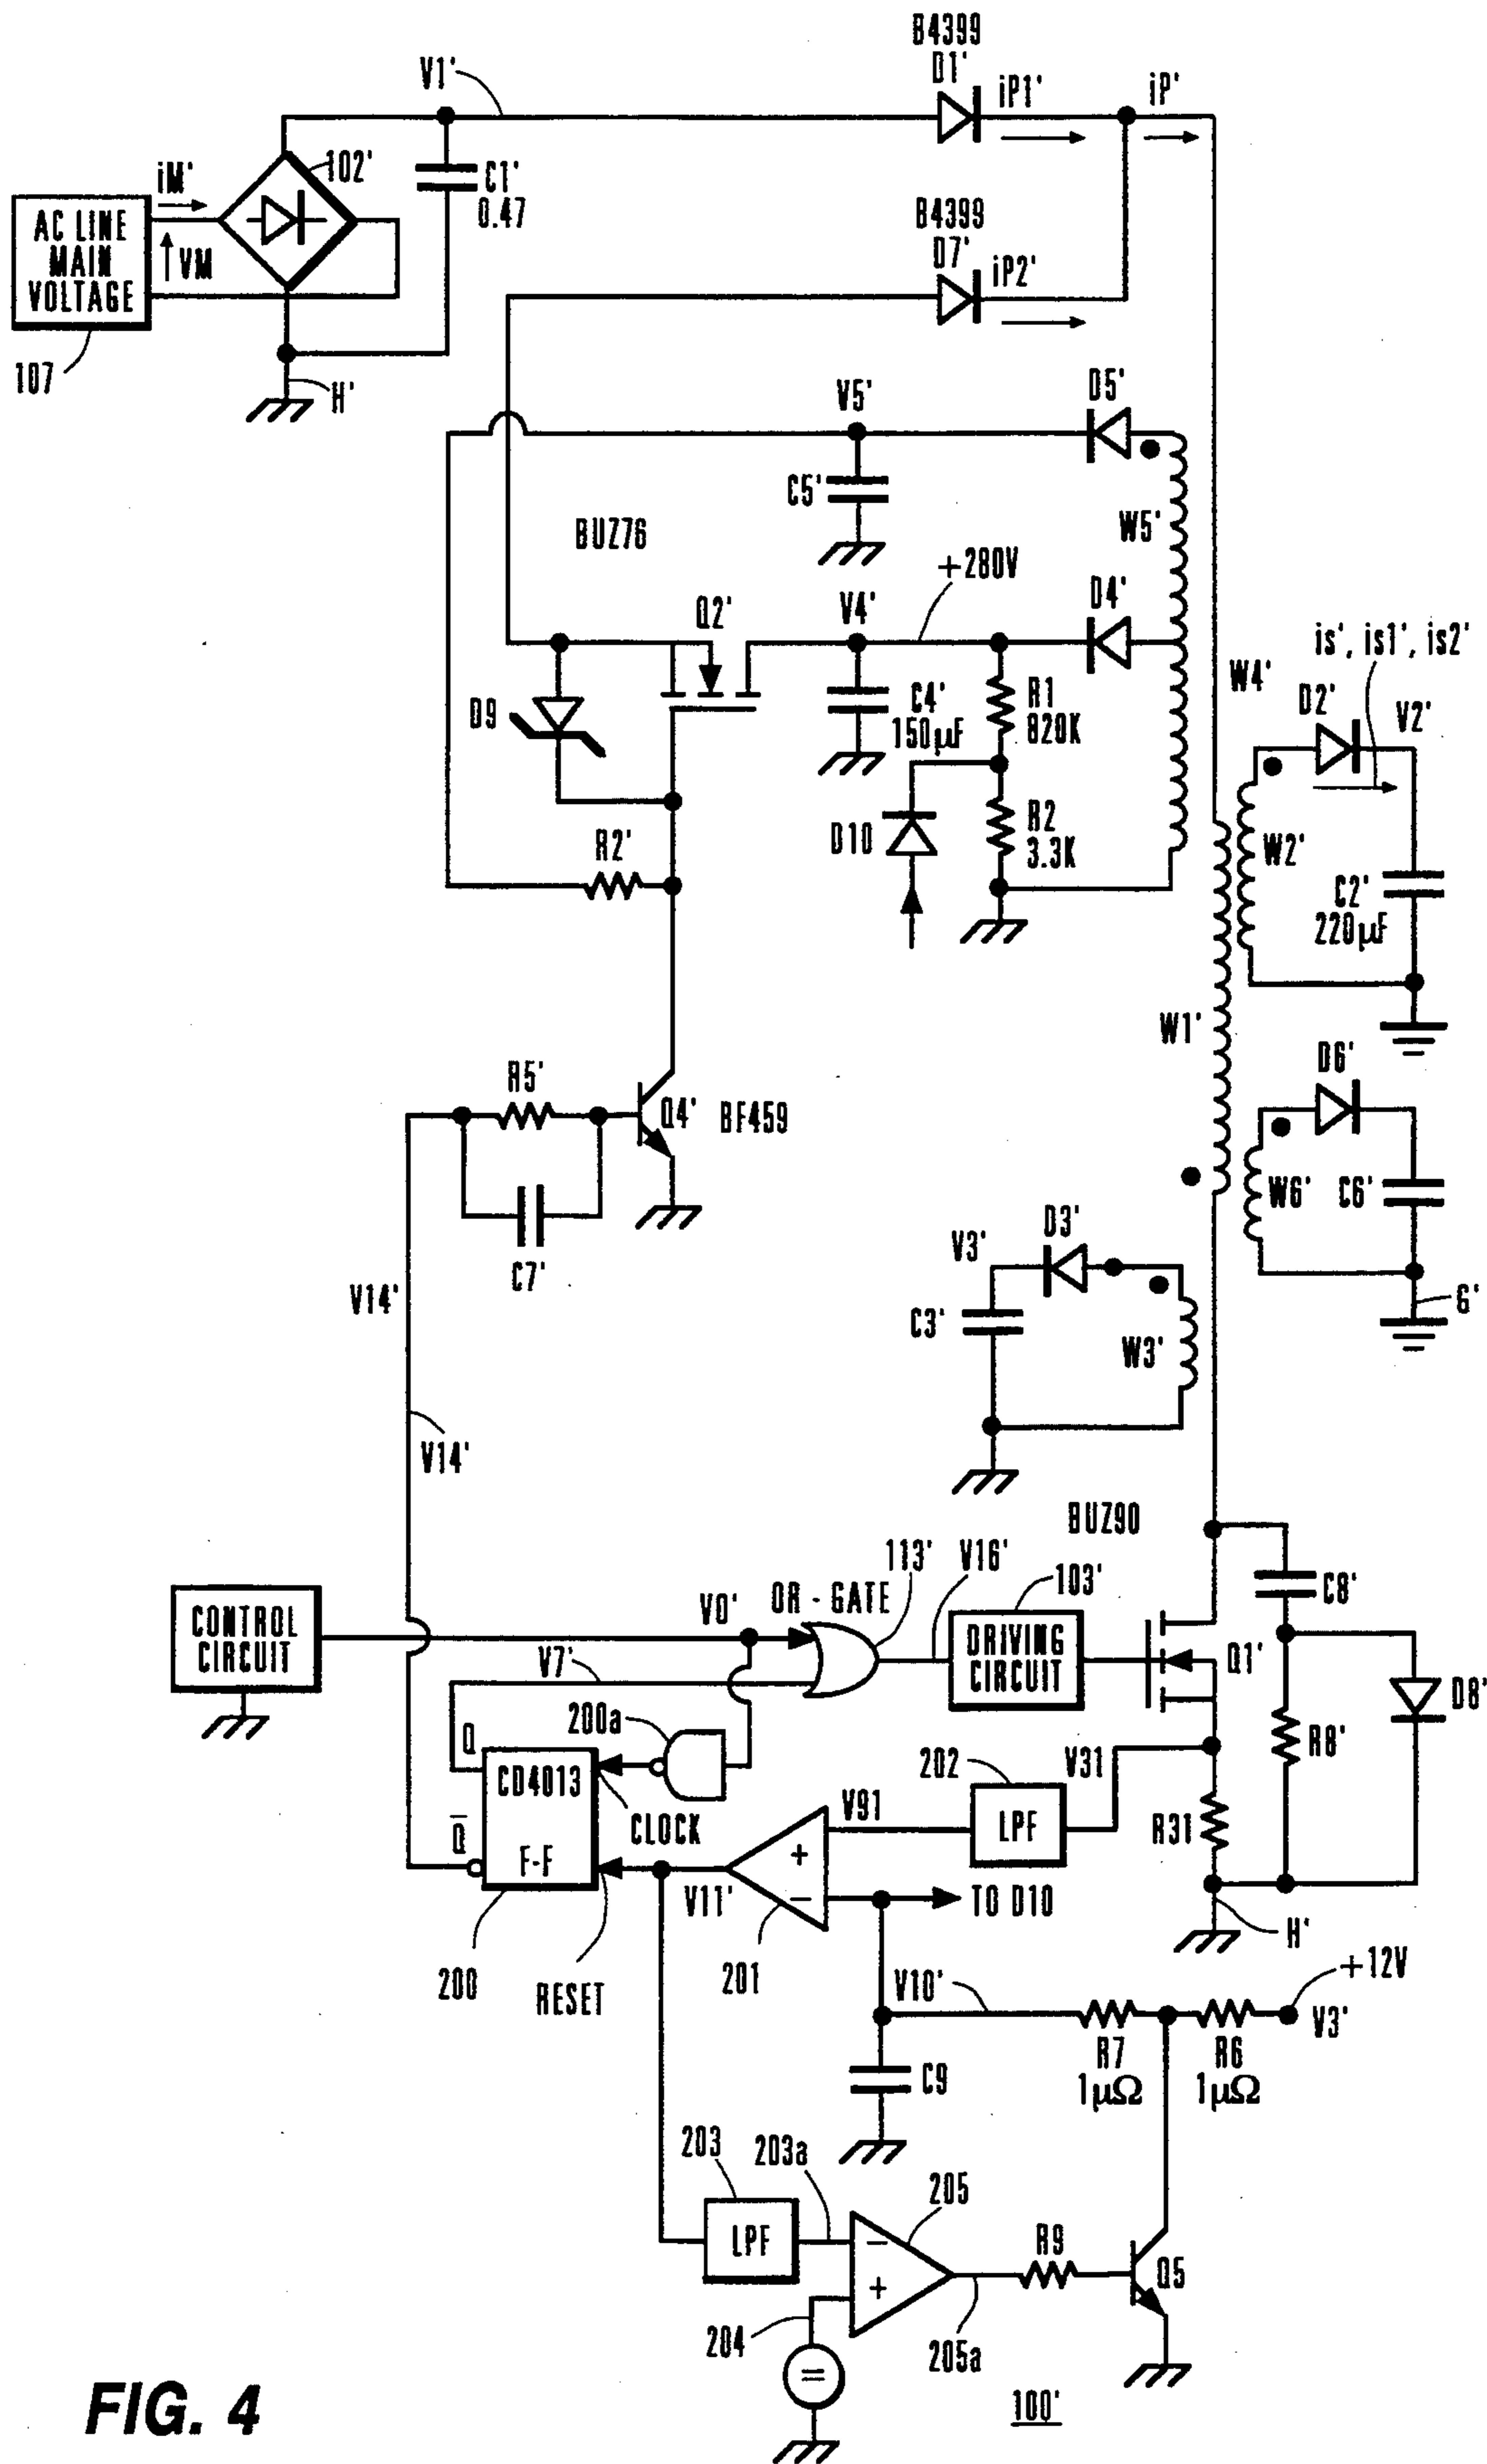 B4399
D1'
V1'
iP1'
iP'
102'
iM'
C1'
0.47
AC LINE
MAIN
VOLTAGE
VM
B4399
D7'
iP2'
107
H'
D5'
V5'
C5'
W5'
BUZ76
+280V
D4'
Q2'
V4'
is', is1', is2'
W4'
D2'
V2'
D9
C4'
150µF
R1
820K
D10
R2
3.3K
W2'
R2'
C2'
220µF
W1'
D6'
R5'
Q4'
BF459
W6'
C6'
C7'
D3'
V3'
G'
V14'
C3'
W3'
V14'
BUZ90
113'
V16'
103'
OR - GATE
V0'
C8'
CONTROL
CIRCUIT
DRIVING
CIRCUIT
Q1'
V7'
D8'
200a
Q
R8'
CD4013
202
V31
V91
CLOCK
LPF
R31
Q
F-F
+
V11'
−
TO D10
H'
200
201
RESET
+12V
V10'
V3'
R7
1µΩ
R6
1µΩ
C9
203
203a
205
LPF
−
R9
+
Q5
204
205a
=
100'
FIG. 4